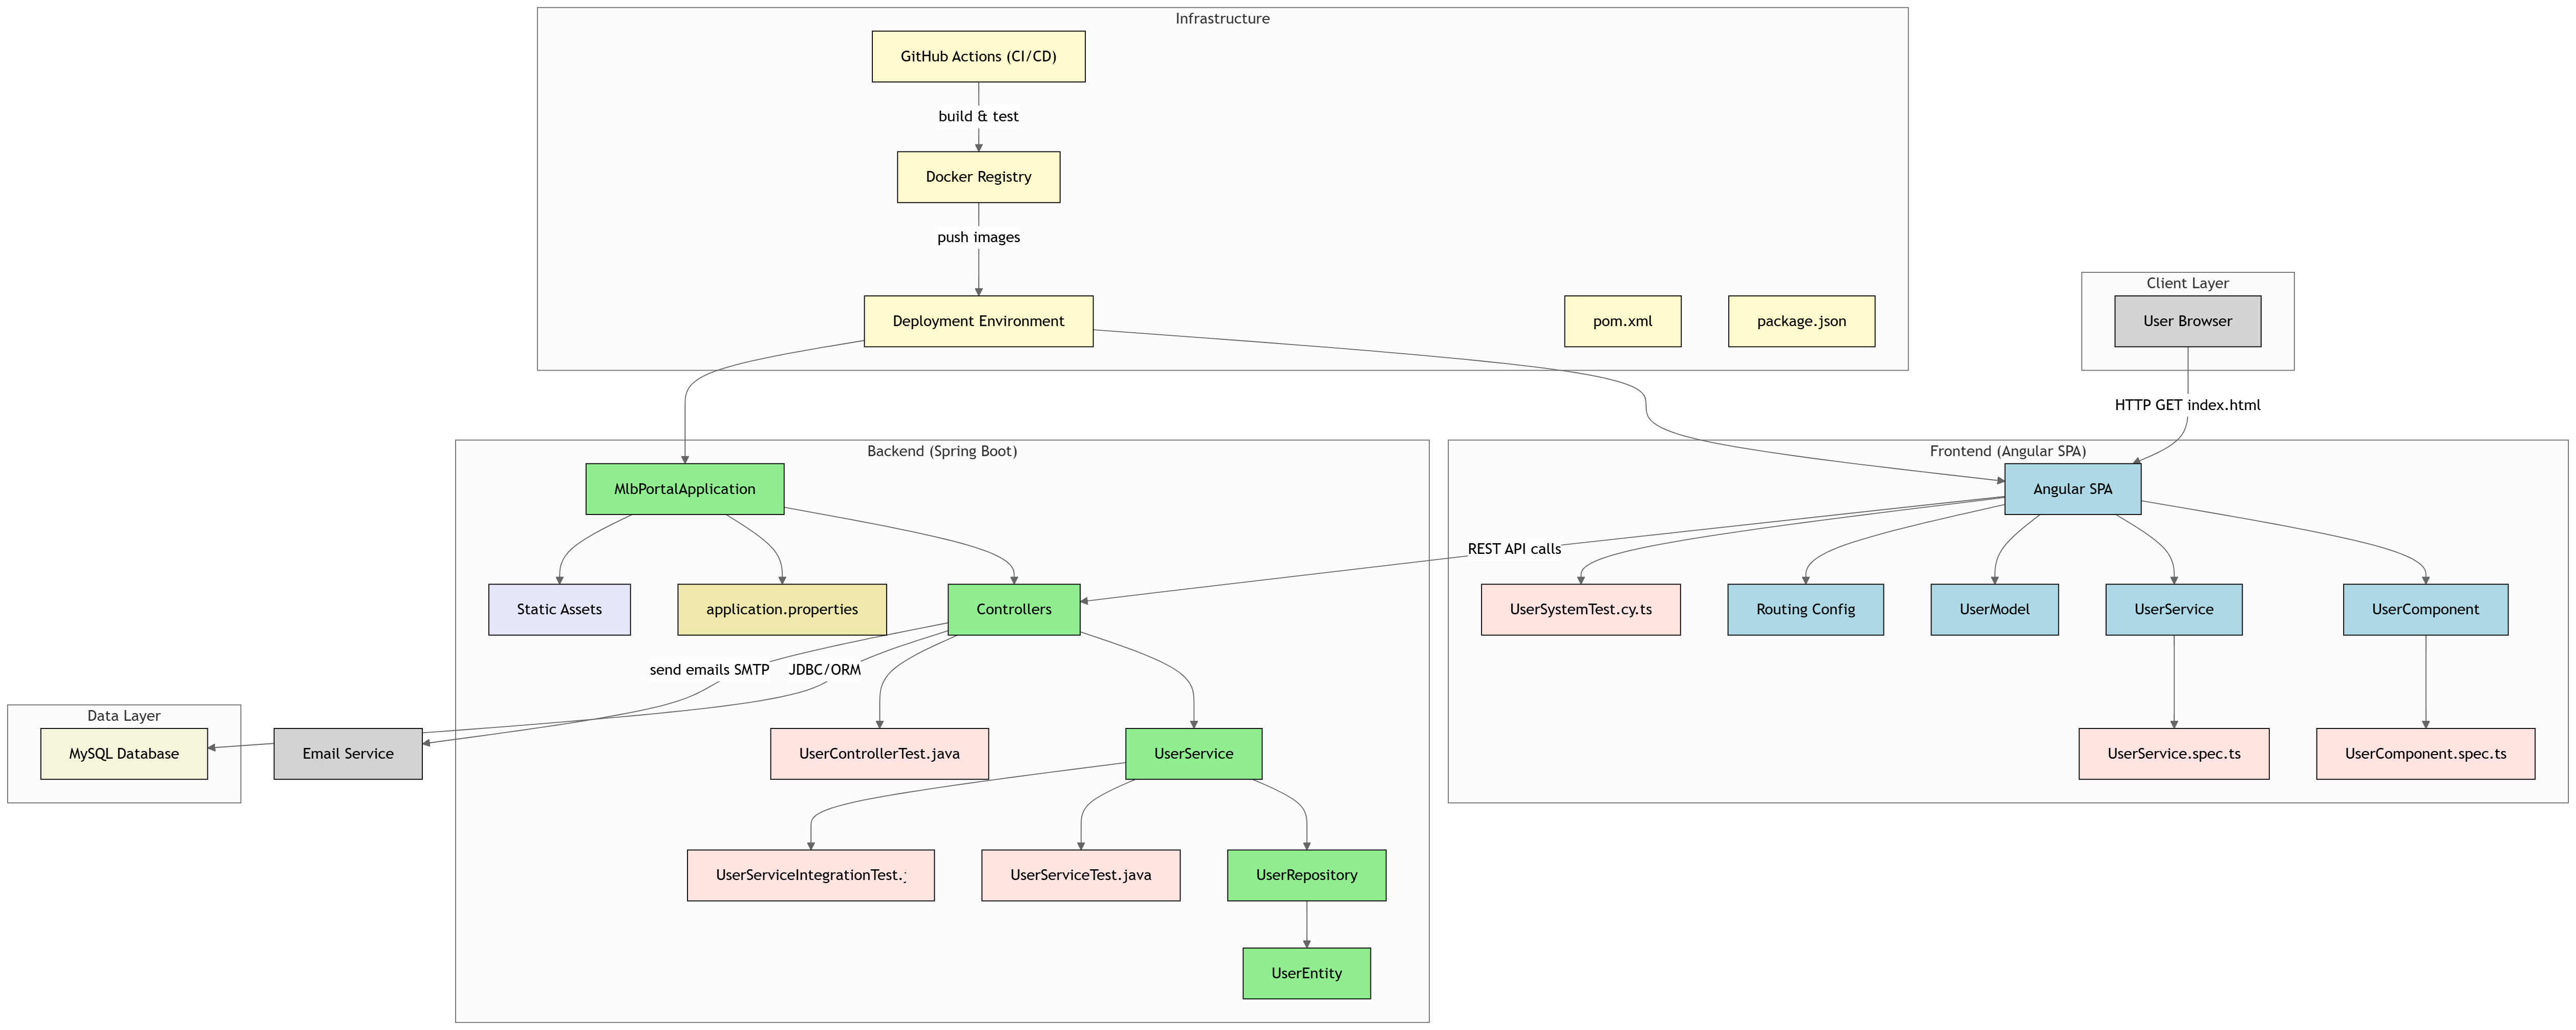 Infrastructure
GitHub Actions (CI/CD)
build & test
Docker Registry
push images
Deployment Environment
pom.xml
package.json
Client Layer
User Browser
HTTP GET index.html
Backend (Spring Boot)
MlbPortalApplication
Frontend (Angular SPA)
Angular SPA
REST API calls
Static Assets
application.properties
Controllers
UserSystemTest.cy.ts
Routing Config
UserModel
UserService
UserComponent
send emails SMTP
JDBC/ORM
Data Layer
MySQL Database
Email Service
UserControllerTest.java
UserService
UserService.spec.ts
UserComponent.spec.ts
UserServiceIntegrationTest.j
UserServiceTest.java
UserRepository
UserEntity